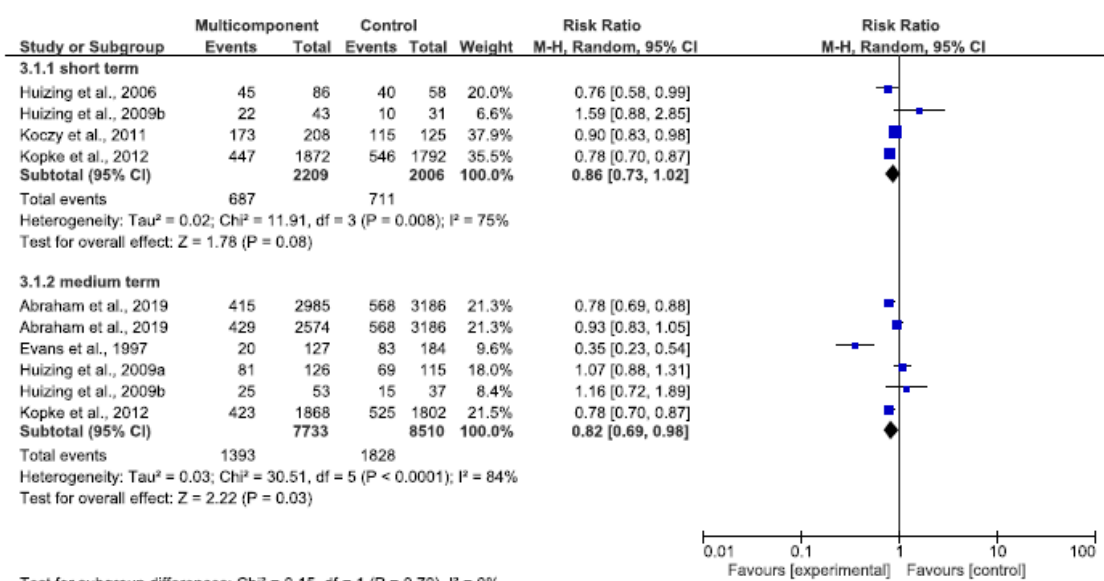 Multicomponent Control Risk Ratio Risk Ratio
Study or Subgroup Events Total Events Total Weight M-H, Random, 95% CI M-H, Random, 95% CI
3.1.1 short term
Huizing et al., 2006 45 86 40 58 20.0% 0.76 [0.58, 0.99]
Huizing et al., 2009b 22 43 10 31 6.6% 1.59 [0.88, 2.85]
Koczy et al., 2011 173 208 115 125 37.9% 0.90 [0.83, 0.98]
Kopke et al., 2012 447 1872 546 1792 35.5% 0.78 [0.70, 0.87]
Subtotal (95% CI) 2209 2006 100.0% 0.86 [0.73, 1.02]
Total events 687 711
Heterogeneity: Tau² = 0.02; Chi² = 11.91, df = 3 (P = 0.008); I² = 75%
Test for overall effect: Z = 1.78 (P = 0.08)
3.1.2 medium term
Abraham et al., 2019 415 2985 568 3186 21.3% 0.78 [0.69, 0.88]
Abraham et al., 2019 429 2574 568 3186 21.3% 0.93 [0.83, 1.05]
Evans et al., 1997 20 127 83 184 9.6% 0.35 [0.23, 0.54]
Huizing et al., 2009a 81 126 69 115 18.0% 1.07 [0.88, 1.31]
Huizing et al., 2009b 25 53 15 37 8.4% 1.16 [0.72, 1.89]
Kopke et al., 2012 423 1868 525 1802 21.5% 0.78 [0.70, 0.87]
Subtotal (95% CI) 7733 8510 100.0% 0.82 [0.69, 0.98]
Total events 1393 1828
Heterogeneity: Tau² = 0.03; Chi² = 30.51, df = 5 (P < 0.0001); I² = 84%
Test for overall effect: Z = 2.22 (P = 0.03)
0.01 0.1 1 10 100
Favours [experimental] Favours [control]